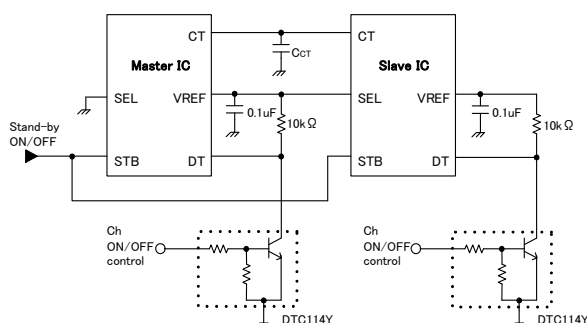 CT
CCT
CT
Master IC
Slave IC
SEL
VREF
0.1uF
SEL
VREF
0.1uF
10kΩ
10kΩ
Stand-by
ON/OFF
STB
DT
STB
DT
Ch
ON/OFF
control
Ch
ON/OFF
control
DTC114Y
DTC114Y